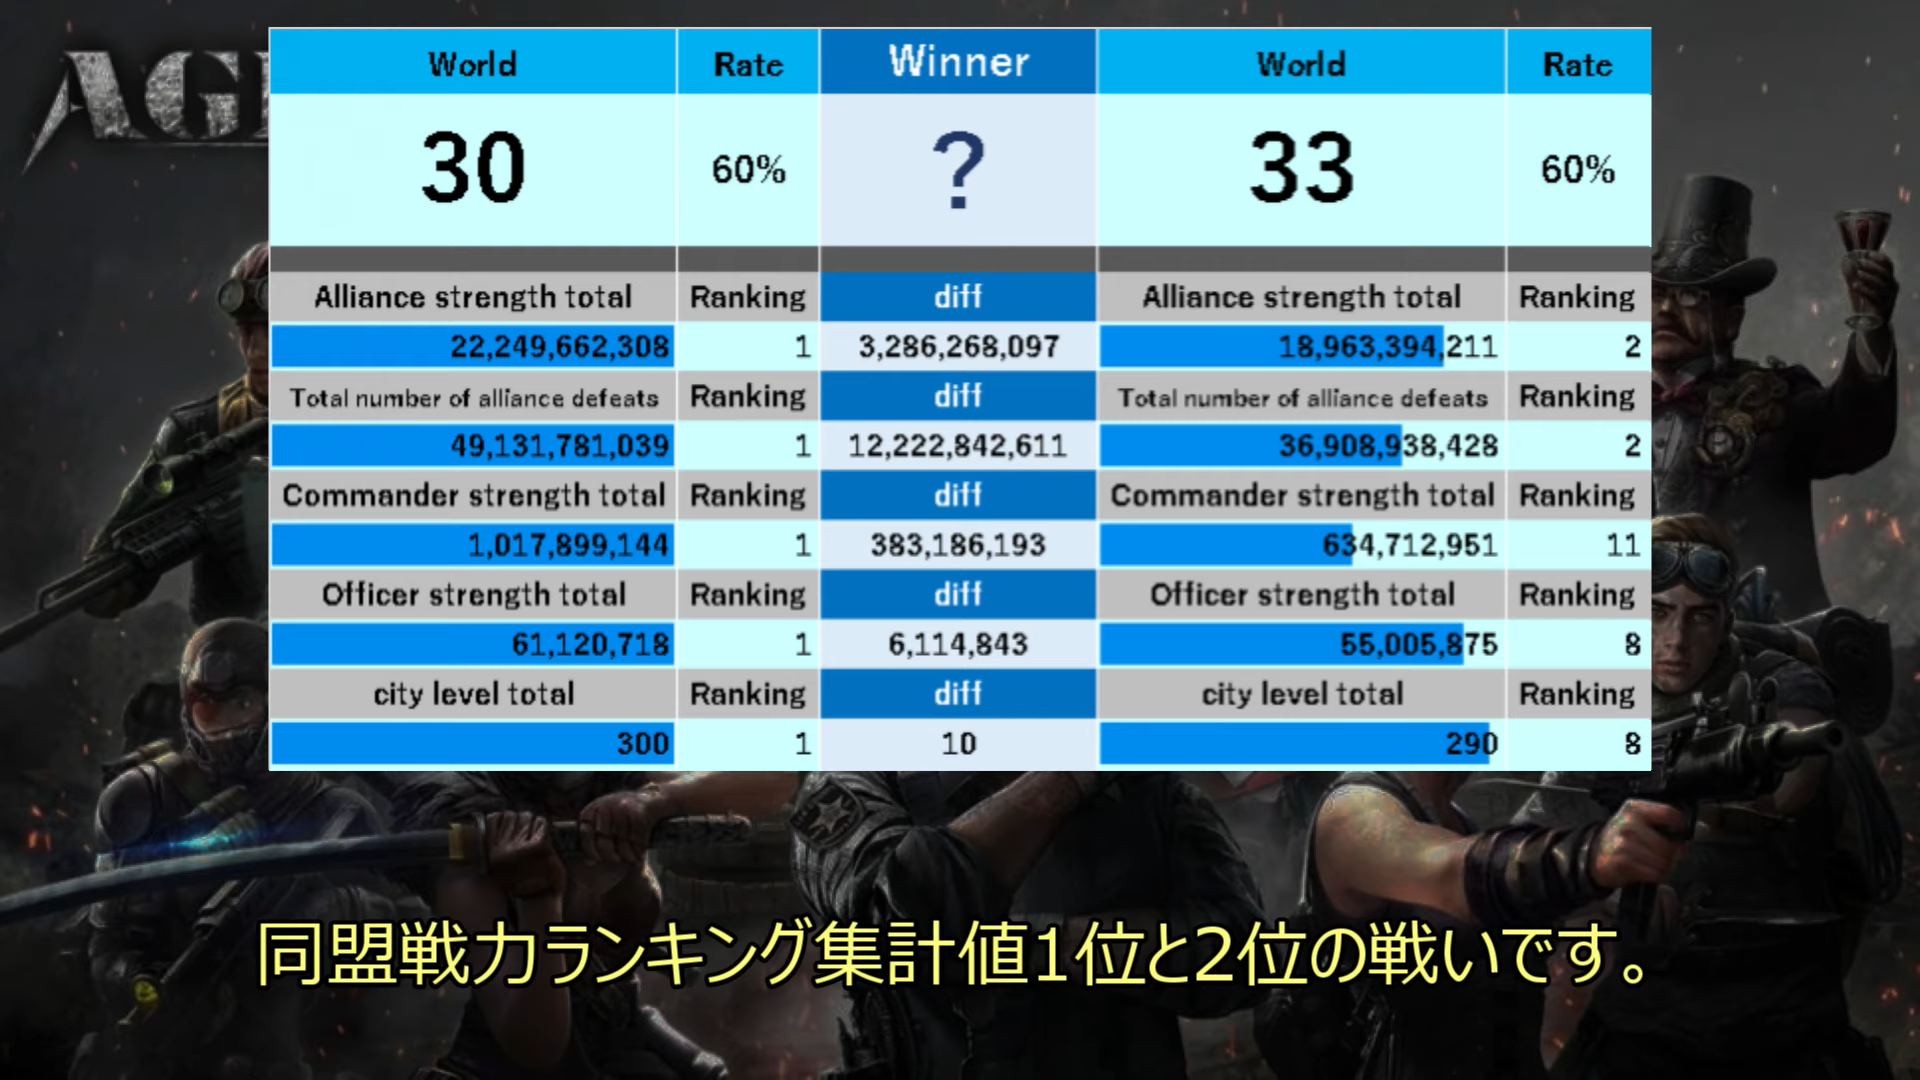 AG
World Rate Winner World Rate
30 60% ? 33 60%
Alliance strength total Ranking diff Alliance strength total Ranking
22,249,662,308 1 3,286,268,097 18,963,394,211 2
Total number of alliance defeats Ranking diff Total number of alliance defeats Ranking
49,131,781,039 1 12,222,842,611 36,908,938,428 2
Commander strength total Ranking diff Commander strength total Ranking
1,017,899,144 1 383,186,193 634,712,951 11
Officer strength total Ranking diff Officer strength total Ranking
61,120,718 1 6,114,843 55,005,875 8
city level total Ranking diff city level total Ranking
300 1 10 290 8
同盟戦力ランキング集計値1位と2位の戦いです。